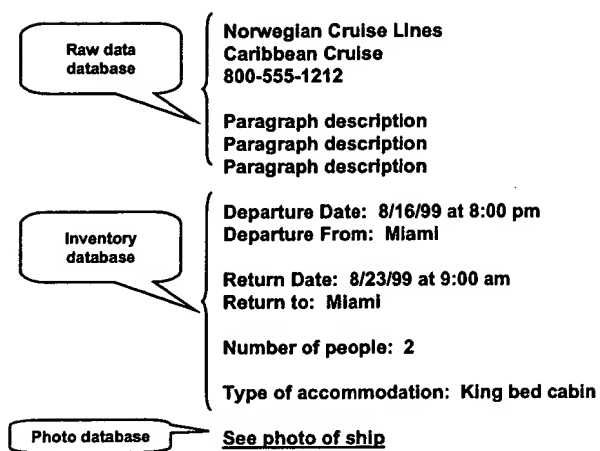 Raw data
database
Norwegian Cruise Lines
Caribbean Cruise
800-555-1212
Paragraph description
Paragraph description
Paragraph description
Inventory
database
Departure Date: 8/16/99 at 8:00 pm
Departure From: Miami
Return Date: 8/23/99 at 9:00 am
Return to: Miami
Number of people: 2
Type of accommodation: King bed cabin
Photo database
See photo of ship